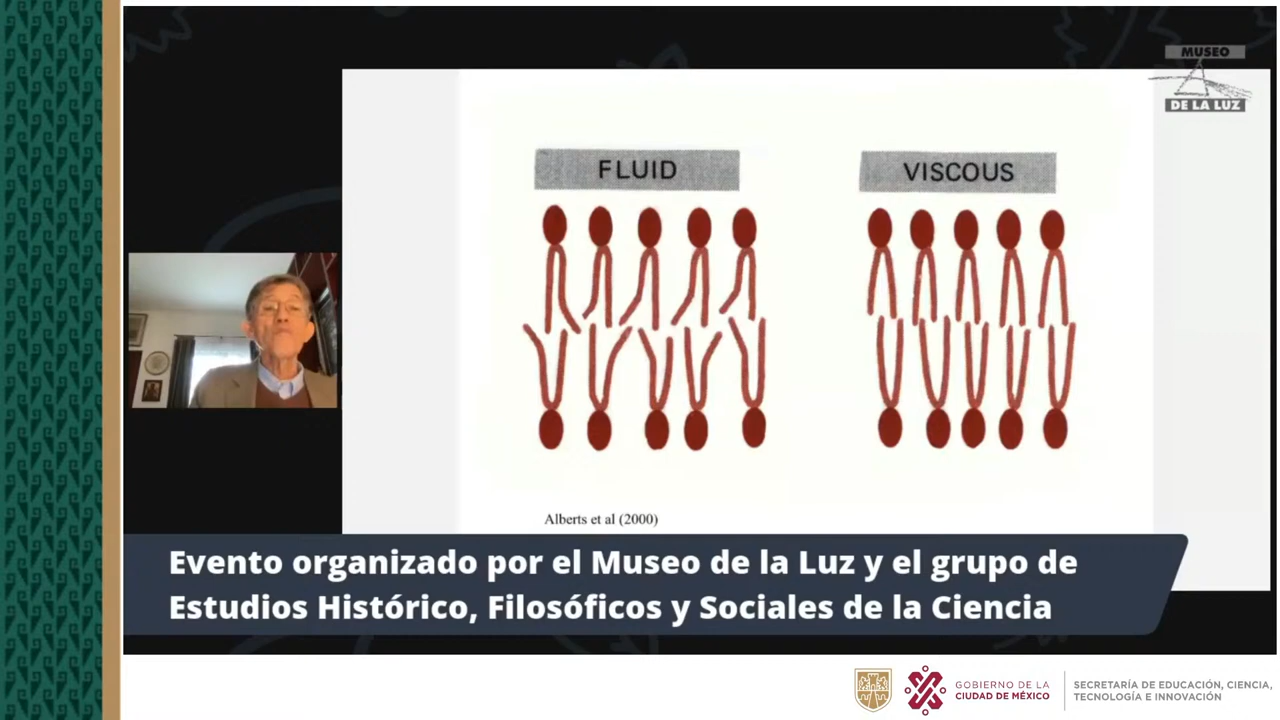 MUSEO
DE LA LUZ
FLUID
VISCOUS
Alberts et al (2000)
Evento organizado por el Museo de la Luz y el grupo de
Estudios Histórico, Filosóficos y Sociales de la Ciencia
GOBIERNO DE LA
CIUDAD DE MÉXICO
SECRETARÍA DE EDUCACIÓN, CIENCIA,
TECNOLOGÍA E INNOVACIÓN